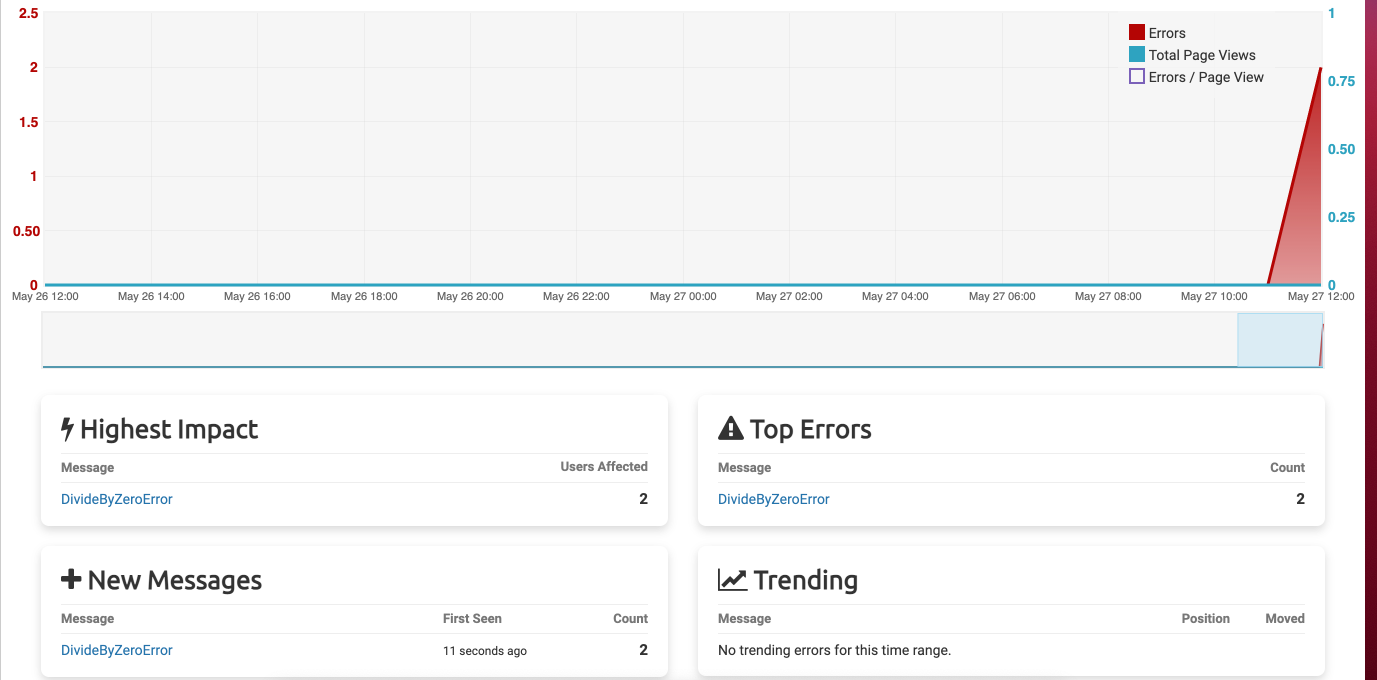 2.5
2
1.5
1
0.50
0
1
0.75
0.50
0.25
0
Errors
Total Page Views
Errors / Page View
May 26 12:00 May 26 14:00 May 26 16:00 May 26 18:00 May 26 20:00 May 26 22:00 May 27 00:00 May 27 02:00 May 27 04:00 May 27 06:00 May 27 08:00 May 27 10:00 May 27 12:00
Highest Impact
Message Users Affected
DivideByZeroError 2
Top Errors
Message Count
DivideByZeroError 2
New Messages
Message First Seen Count
DivideByZeroError 11 seconds ago 2
Trending
Message Position Moved
No trending errors for this time range.